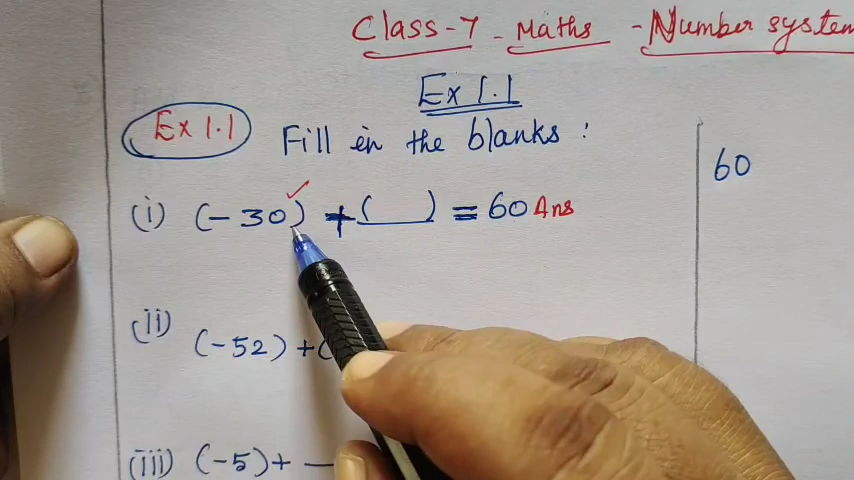 Class-7 - Maths - Number system
Ex 1.1
Ex 1.1 Fill in the blanks :
60
(i) (-30) + (___) = 60 Ans
(ii) (-52) + (
(iii) (-5) + —